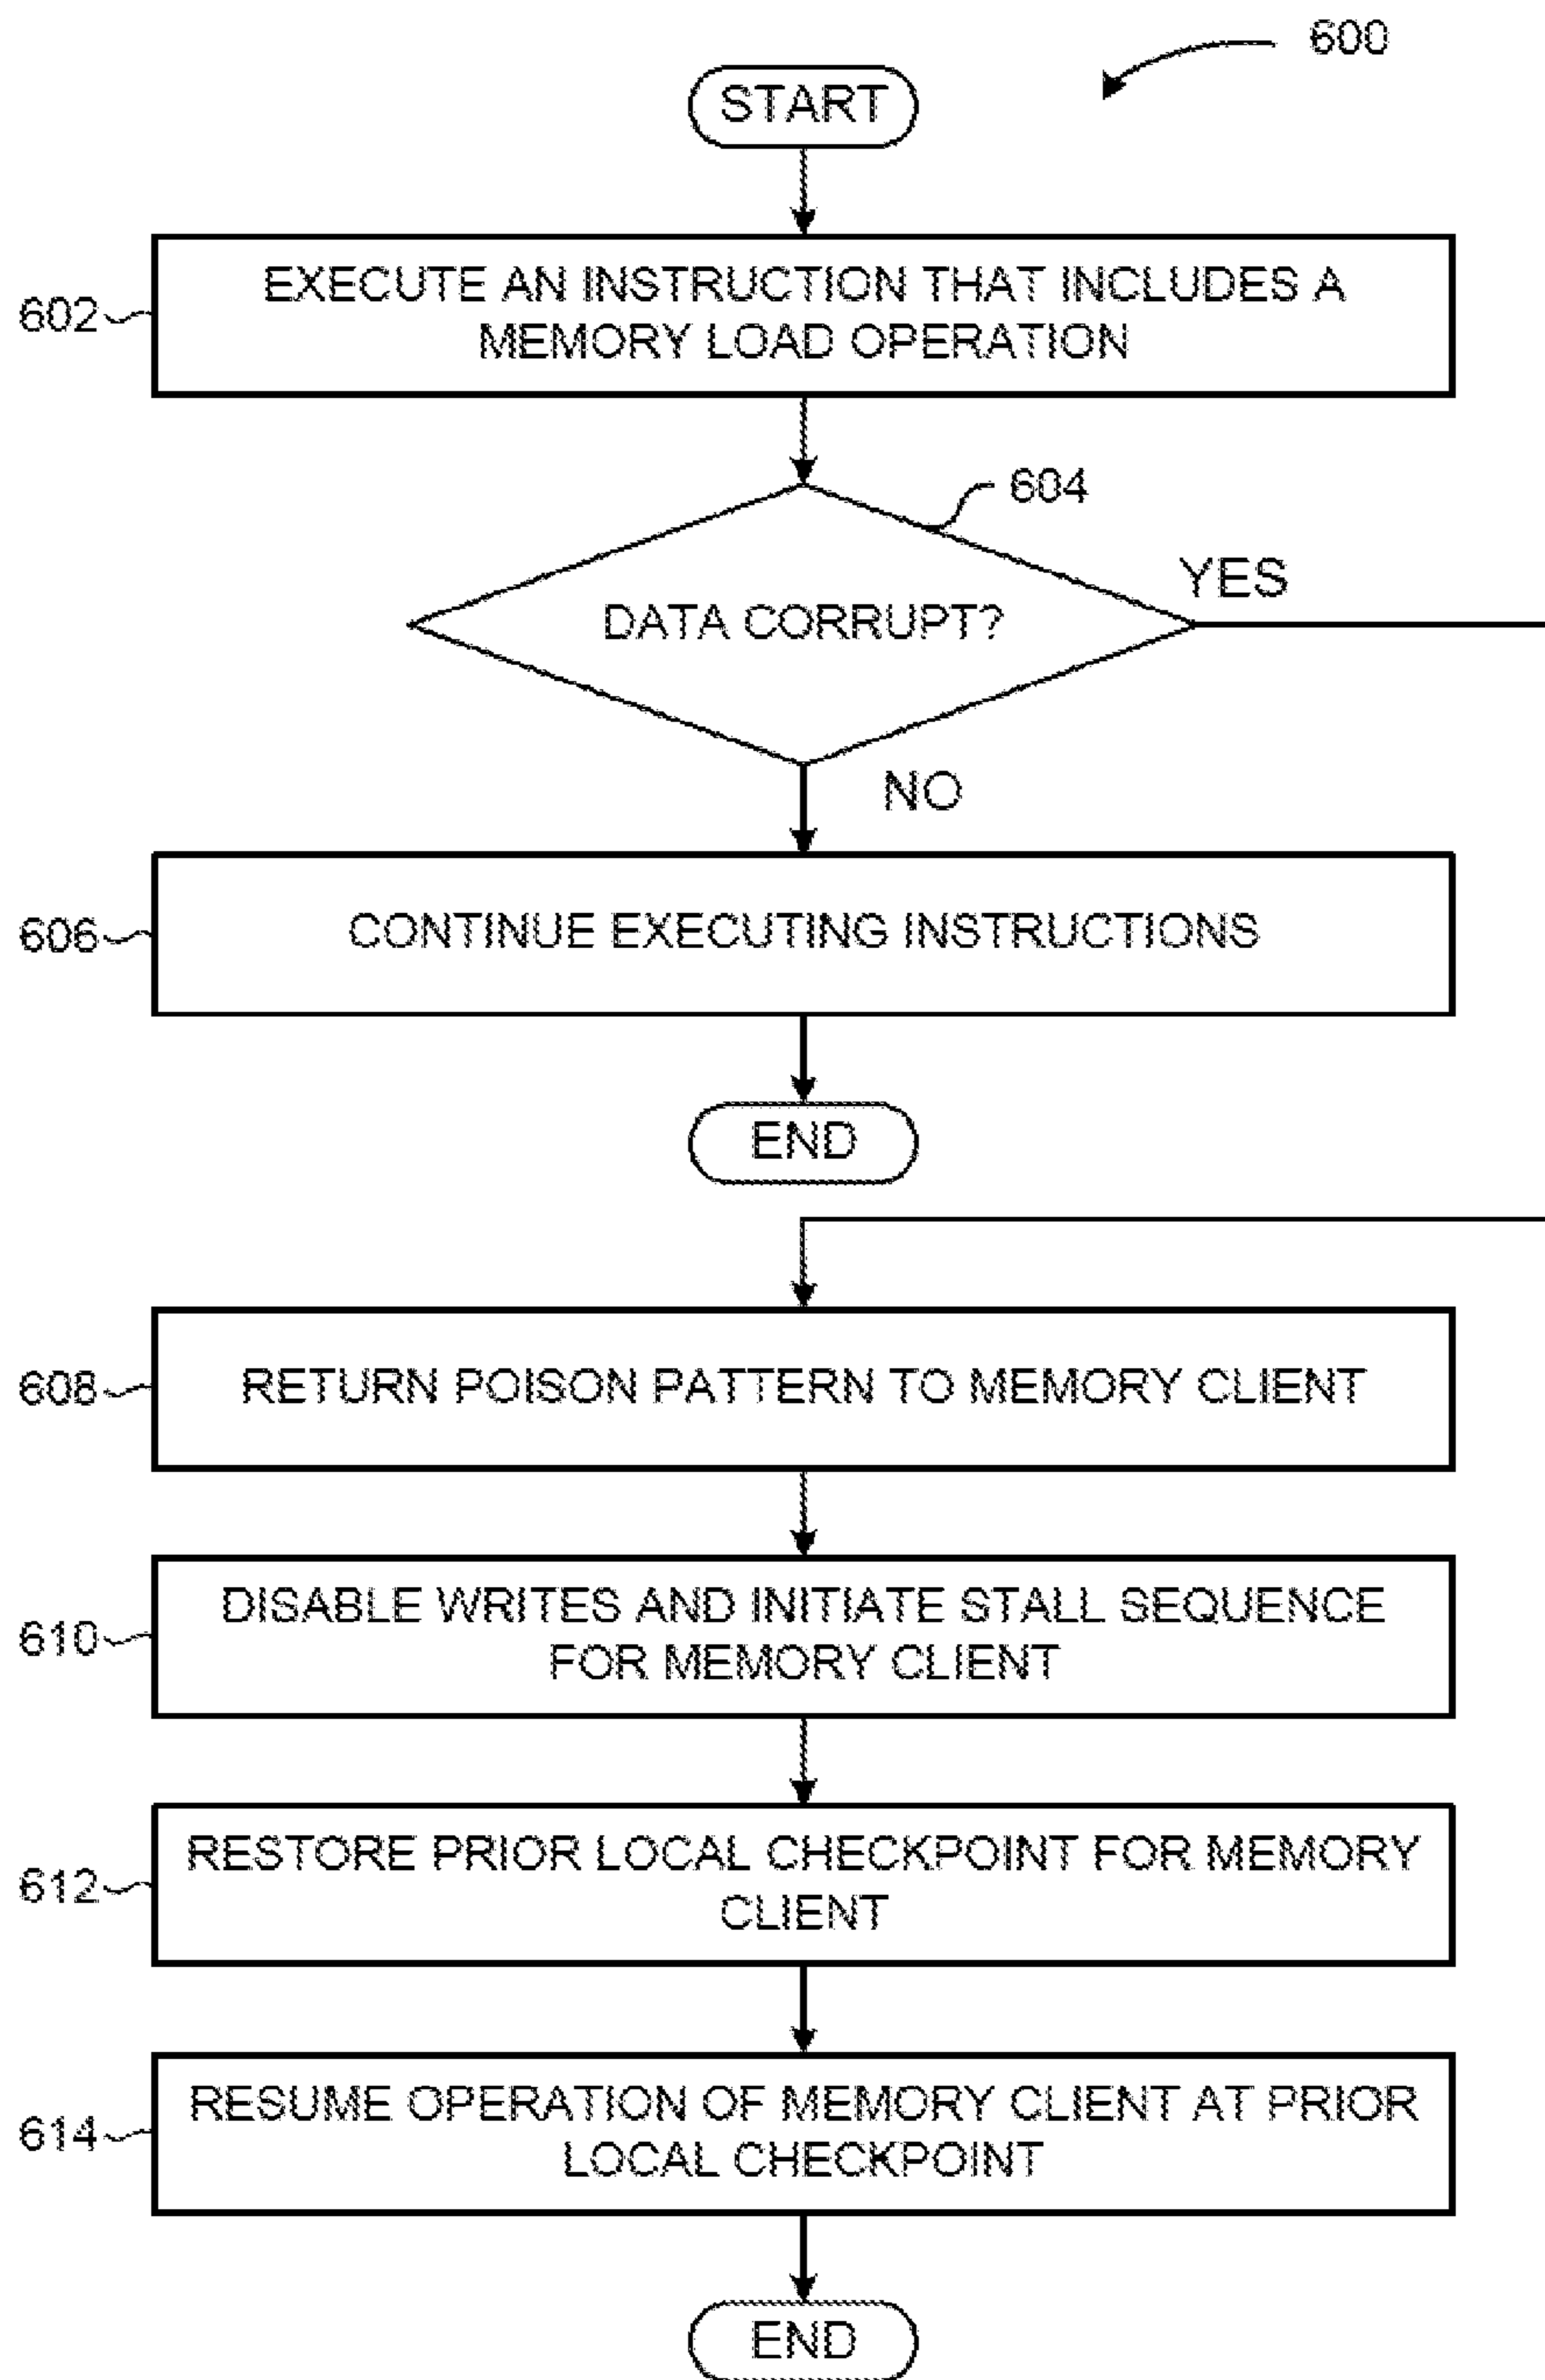 600
START
602
EXECUTE AN INSTRUCTION THAT INCLUDES A
MEMORY LOAD OPERATION
604
YES
DATA CORRUPT?
NO
606
CONTINUE EXECUTING INSTRUCTIONS
END
608
RETURN POISON PATTERN TO MEMORY CLIENT
610
DISABLE WRITES AND INITIATE STALL SEQUENCE
FOR MEMORY CLIENT
612
RESTORE PRIOR LOCAL CHECKPOINT FOR MEMORY
CLIENT
614
RESUME OPERATION OF MEMORY CLIENT AT PRIOR
LOCAL CHECKPOINT
END